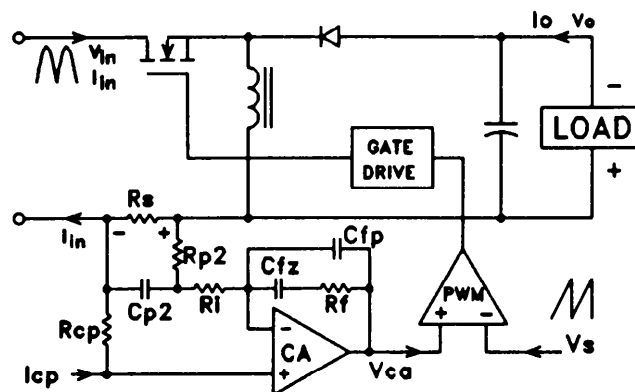 Io Vo
Vin
Iin
-
LOAD
+
GATE
DRIVE
Rs
Iin
- +
Rp2
Cfp
Cfz
Cp2
Ri
Rf
Rcp
-
CA
+
PWM
+ -
Icp
Vca
Vs